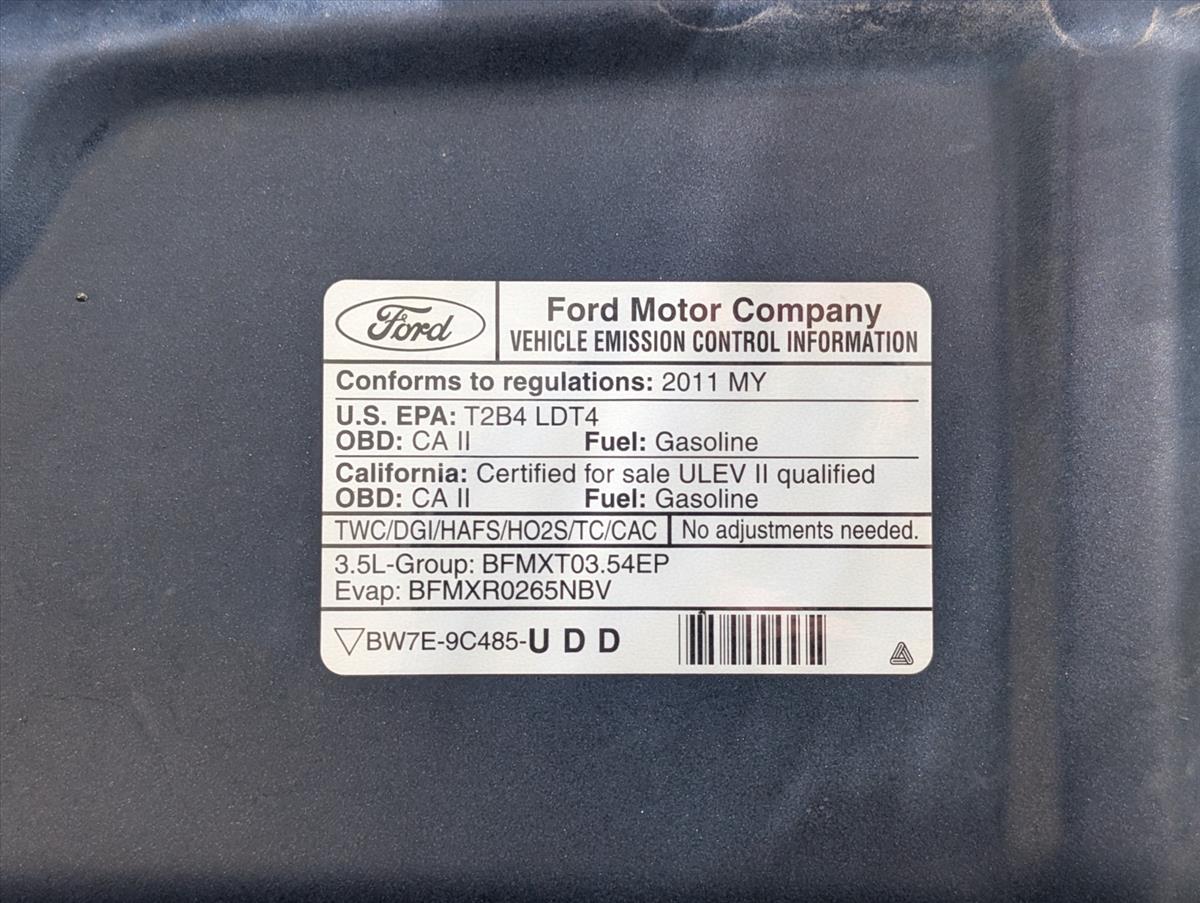 Ford
Ford Motor Company
VEHICLE EMISSION CONTROL INFORMATION
Conforms to regulations: 2011 MY
U.S. EPA: T2B4 LDT4
OBD: CA II Fuel: Gasoline
California: Certified for sale ULEV II qualified
OBD: CA II Fuel: Gasoline
TWC/DGI/HAFS/HO2S/TC/CAC No adjustments needed.
3.5L-Group: BFMXT03.54EP
Evap: BFMXR0265NBV
BW7E-9C485-U D D